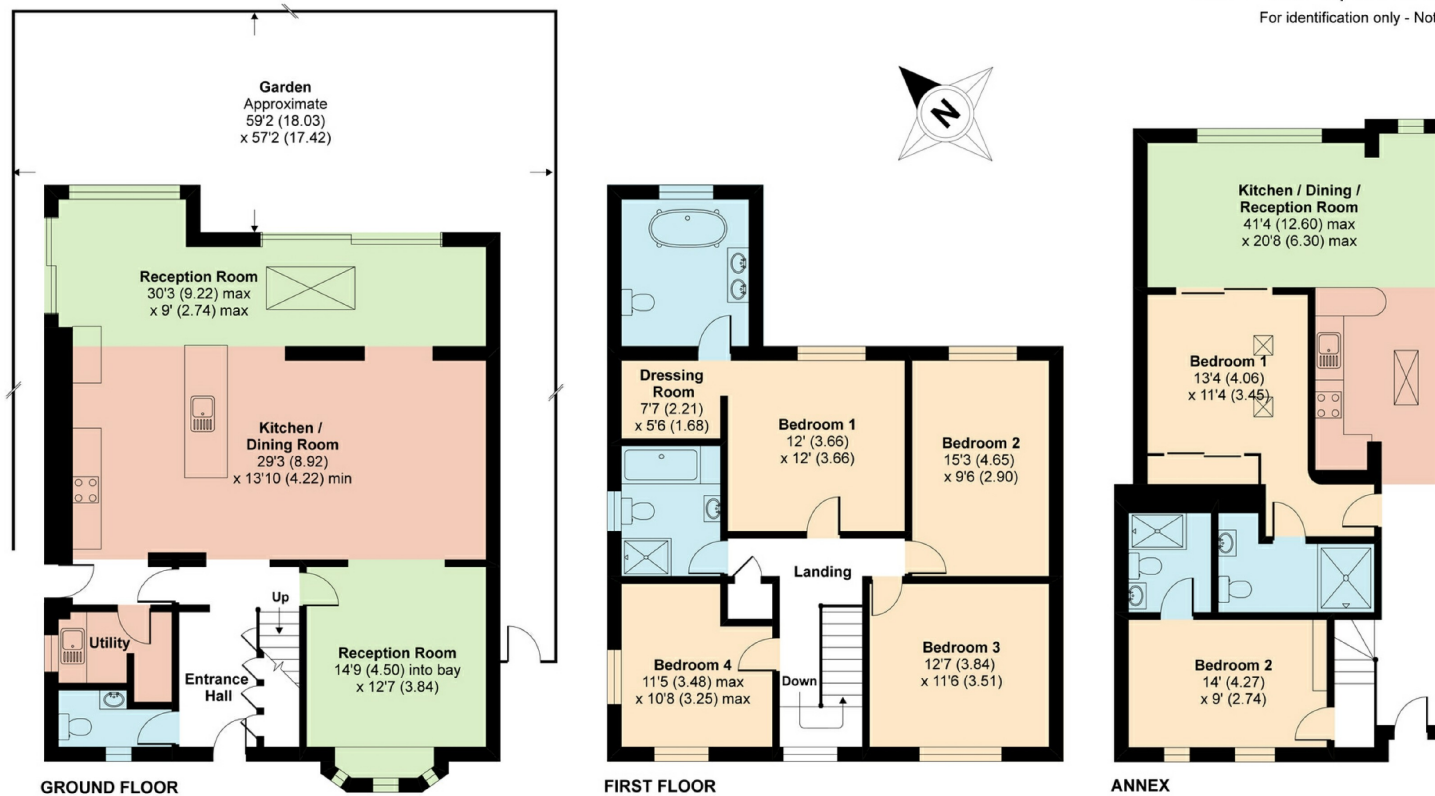 For identification only - Not
Garden
Approximate
59'2 (18.03)
x 57'2 (17.42)
N
Reception Room
30'3 (9.22) max
x 9' (2.74) max
Kitchen /
Dining Room
29'3 (8.92)
x 13'10 (4.22) min
Up
Utility
Entrance
Hall
Reception Room
14'9 (4.50) into bay
x 12'7 (3.84)
GROUND FLOOR
Dressing
Room
7'7 (2.21)
x 5'6 (1.68)
Bedroom 1
12' (3.66)
x 12' (3.66)
Bedroom 2
15'3 (4.65)
x 9'6 (2.90)
Landing
Bedroom 4
11'5 (3.48) max
x 10'8 (3.25) max
Down
Bedroom 3
12'7 (3.84)
x 11'6 (3.51)
FIRST FLOOR
Kitchen / Dining /
Reception Room
41'4 (12.60) max
x 20'8 (6.30) max
Bedroom 1
13'4 (4.06)
x 11'4 (3.45)
Bedroom 2
14' (4.27)
x 9' (2.74)
ANNEX